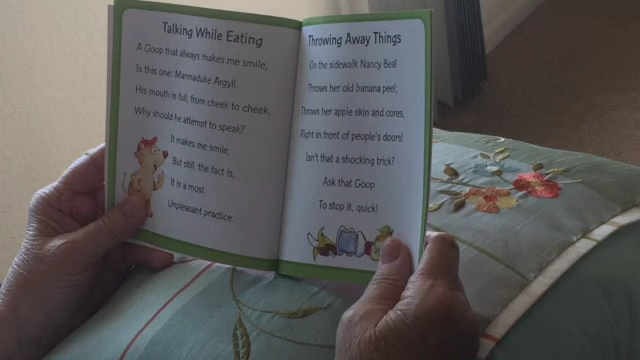 Talking While Eating
A Goop that always makes me smile,
Is this one: Marmaduke Argyll.
His mouth is full, from cheek to cheek,
Why should he attempt to speak?
It makes me smile,
But still, the fact is,
It is a most
Unpleasant practice.
Throwing Away Things
On the sidewalk Nancy Beal
Throws her old banana peel;
Throws her apple skin and cores,
Right in front of people's doors!
Isn't that a shocking trick?
Ask that Goop
To stop it, quick!